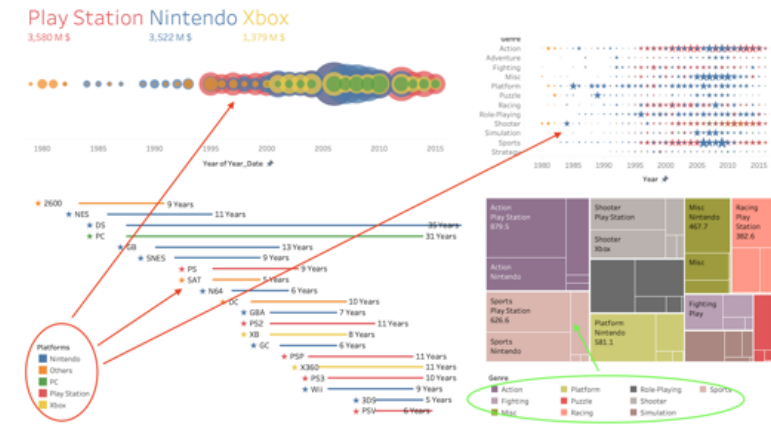 Play Station Nintendo Xbox
3,580 M $ 3,522 M $ 1,379 M $
1980 1985 1990 1995 2000 2005 2010 2015
Year of Year_Date
Genre
Action
Adventure
Fighting
Misc
Platform
Puzzle
Racing
Role-Playing
Shooter
Simulation
Sports
Strategy
1980 1985 1990 1995 2000 2005 2010 2015
Year
2600 9 Years
NES 11 Years
DS 35 Years
PC 31 Years
GB 13 Years
SNES 9 Years
PS 9 Years
SAT 5 Years
N64 6 Years
DC 10 Years
GBA 7 Years
PS2 11 Years
XB 8 Years
GC 6 Years
PSP 11 Years
X360 11 Years
PS3 10 Years
Wii 9 Years
3DS 5 Years
PSV 6 Years
Platforms
Nintendo
Others
PC
Play Station
Xbox
Action
Play Station
879.5
Action
Nintendo
Sports
Play Station
626.6
Sports
Nintendo
Shooter
Play Station
Shooter
Xbox
Platform
Nintendo
581.1
Misc
Nintendo
467.7
Misc
Racing
Play
Station
382.6
Fighting
Play
Genre
Action Platform Role-Playing Sports
Fighting Puzzle Shooter
Misc Racing Simulation